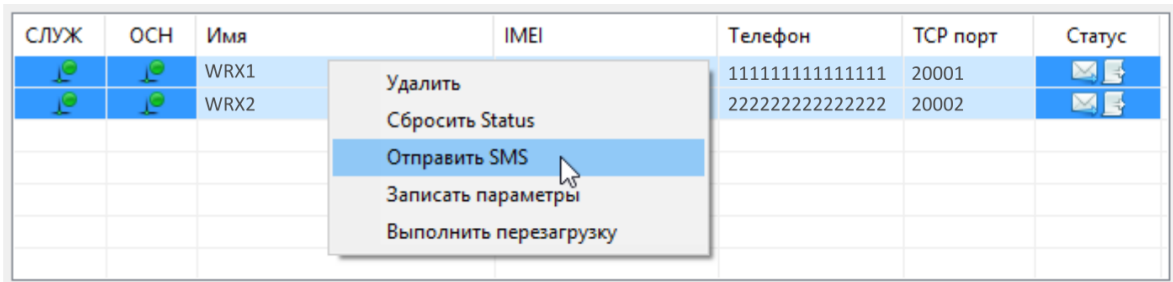 СЛУЖ ОСН Имя IMEI Телефон TCP порт Статус
WRX1 111111111111111 20001
WRX2 222222222222222 20002
Удалить
Сбросить Status
Отправить SMS
Записать параметры
Выполнить перезагрузку